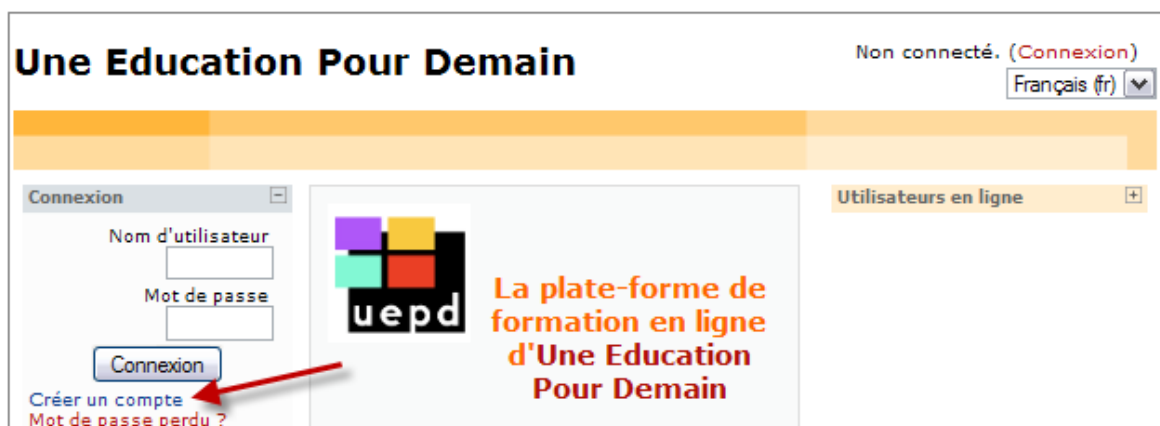 Une Education Pour Demain
Non connecté. (Connexion)
Français (fr)
Connexion
Nom d'utilisateur
Mot de passe
Connexion
Créer un compte
Mot de passe perdu ?
uepd
La plate-forme de
formation en ligne
d'Une Education
Pour Demain
Utilisateurs en ligne